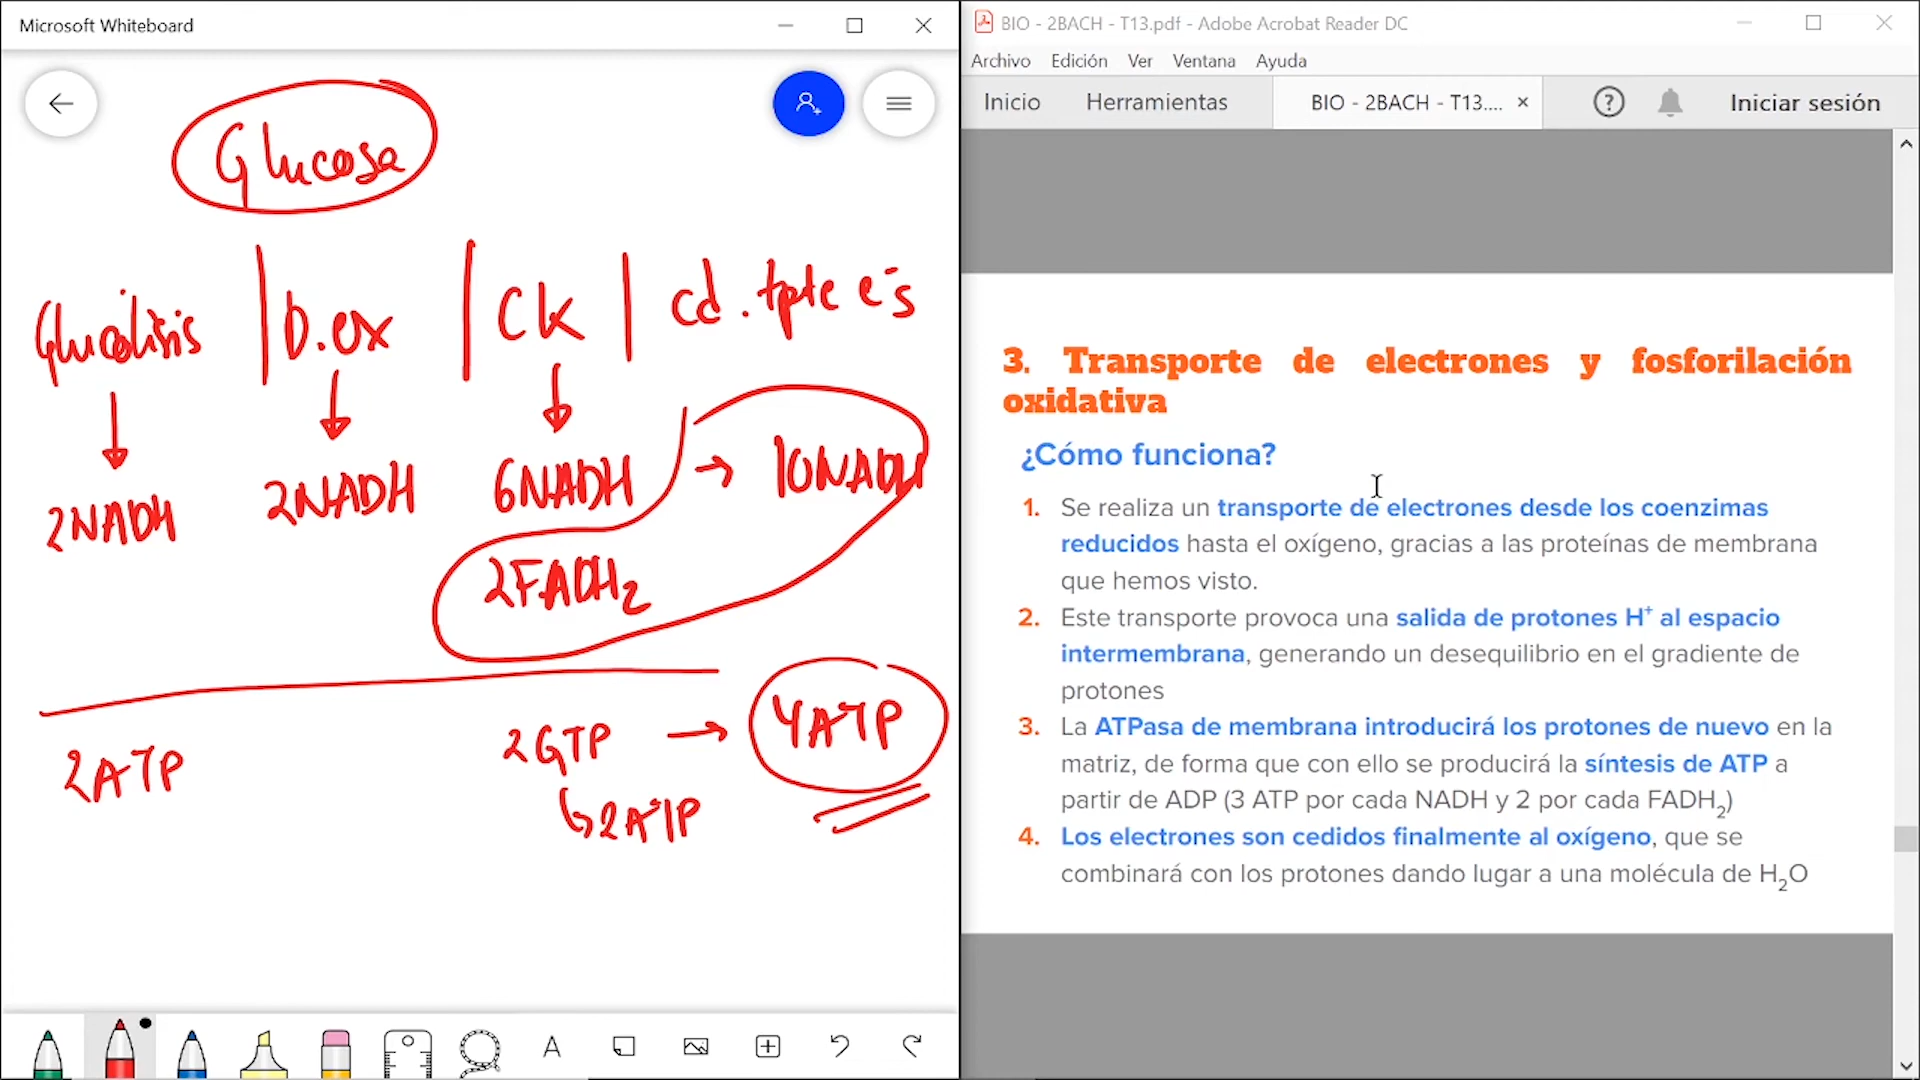 Microsoft Whiteboard
Glucosa
Glucolisis | D.ex | CK | cd. tpte e-s
2NADH 2NADH 6NADH → 10NADH
2FADH2
2ATP 2GTP → 4ATP
↳2ATP
A
BIO - 2BACH - T13.pdf - Adobe Acrobat Reader DC
Archivo Edición Ver Ventana Ayuda
Inicio Herramientas BIO - 2BACH - T13.... × ? Iniciar sesión
3. Transporte de electrones y fosforilación
oxidativa
¿Cómo funciona?
1. Se realiza un transporte de electrones desde los coenzimas
reducidos hasta el oxígeno, gracias a las proteínas de membrana
que hemos visto.
2. Este transporte provoca una salida de protones H⁺ al espacio
intermembrana, generando un desequilibrio en el gradiente de
protones
3. La ATPasa de membrana introducirá los protones de nuevo en la
matriz, de forma que con ello se producirá la síntesis de ATP a
partir de ADP (3 ATP por cada NADH y 2 por cada FADH₂)
4. Los electrones son cedidos finalmente al oxígeno, que se
combinará con los protones dando lugar a una molécula de H₂O